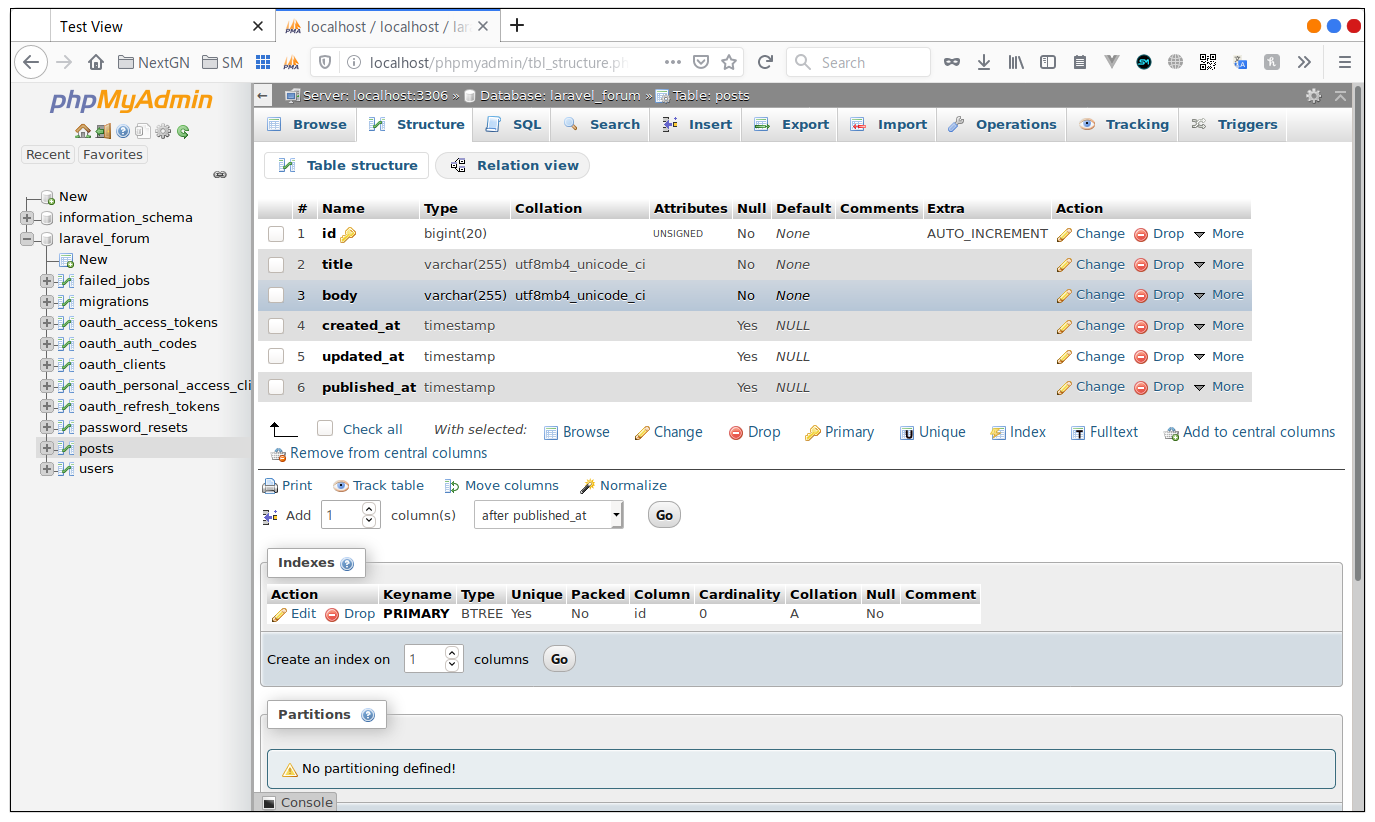 Test View
localhost / localhost / lar
NextGN SM localhost/phpmyadmin/tbl_structure.ph Search
phpMyAdmin
Recent Favorites
New
information_schema
laravel_forum
New
failed_jobs
migrations
oauth_access_tokens
oauth_auth_codes
oauth_clients
oauth_personal_access_cli
oauth_refresh_tokens
password_resets
posts
users
Server: localhost:3306 » Database: laravel_forum » Table: posts
Browse Structure SQL Search Insert Export Import Operations Tracking Triggers
Table structure Relation view
# Name Type Collation Attributes Null Default Comments Extra Action
1 id bigint(20) UNSIGNED No None AUTO_INCREMENT Change Drop More
2 title varchar(255) utf8mb4_unicode_ci No None Change Drop More
3 body varchar(255) utf8mb4_unicode_ci No None Change Drop More
4 created_at timestamp Yes NULL Change Drop More
5 updated_at timestamp Yes NULL Change Drop More
6 published_at timestamp Yes NULL Change Drop More
Check all With selected: Browse Change Drop Primary Unique Index Fulltext Add to central columns
Remove from central columns
Print Track table Move columns Normalize
Add 1 column(s) after published_at Go
Indexes
Action Keyname Type Unique Packed Column Cardinality Collation Null Comment
Edit Drop PRIMARY BTREE Yes No id 0 A No
Create an index on 1 columns Go
Partitions
No partitioning defined!
Console